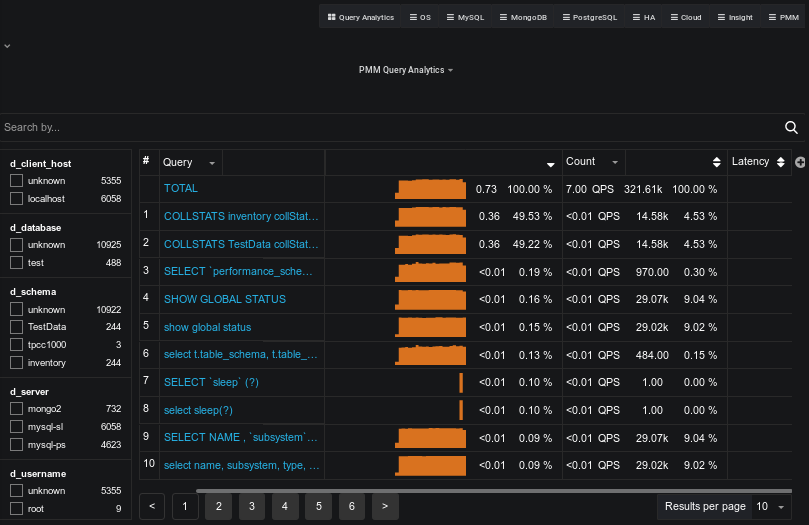 Query Analytics OS MySQL MongoDB PostgreSQL HA Cloud Insight PMM
PMM Query Analytics
Search by...
d_client_host
unknown 5355
localhost 6058
d_database
unknown 10925
test 488
d_schema
unknown 10922
TestData 244
tpcc1000 3
inventory 244
d_server
mongo2 732
mysql-sl 6058
mysql-ps 4623
d_username
unknown 5355
root 9
# Query Count Latency
TOTAL 0.73 100.00 % 7.00 QPS 321.61k 100.00 %
1 COLLSTATS inventory collStat... 0.36 49.53 % <0.01 QPS 14.58k 4.53 %
2 COLLSTATS TestData collStat... 0.36 49.22 % <0.01 QPS 14.58k 4.53 %
3 SELECT `performance_sche... <0.01 0.19 % <0.01 QPS 970.00 0.30 %
4 SHOW GLOBAL STATUS <0.01 0.16 % <0.01 QPS 29.07k 9.04 %
5 show global status <0.01 0.15 % <0.01 QPS 29.02k 9.02 %
6 select t.table_schema, t.table_... <0.01 0.13 % <0.01 QPS 484.00 0.15 %
7 SELECT `sleep` (?) <0.01 0.10 % <0.01 QPS 1.00 0.00 %
8 select sleep(?) <0.01 0.10 % <0.01 QPS 1.00 0.00 %
9 SELECT NAME , `subsystem`... <0.01 0.09 % <0.01 QPS 29.07k 9.04 %
10 select name, subsystem, type, ... <0.01 0.09 % <0.01 QPS 29.02k 9.02 %
< 1 2 3 4 5 6 > Results per page 10